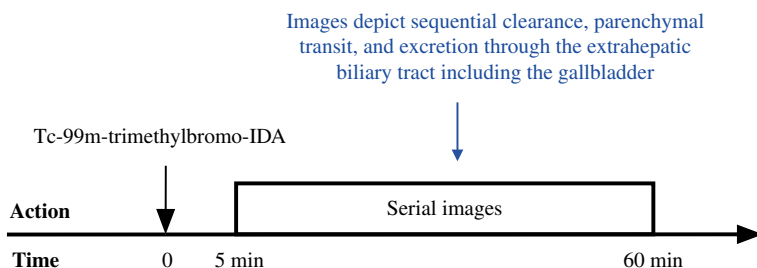 Images depict sequential clearance, parenchymal
transit, and excretion through the extrahepatic
biliary tract including the gallbladder
Tc-99m-trimethylbromo-IDA
Action
Serial images
Time
0
5 min
60 min